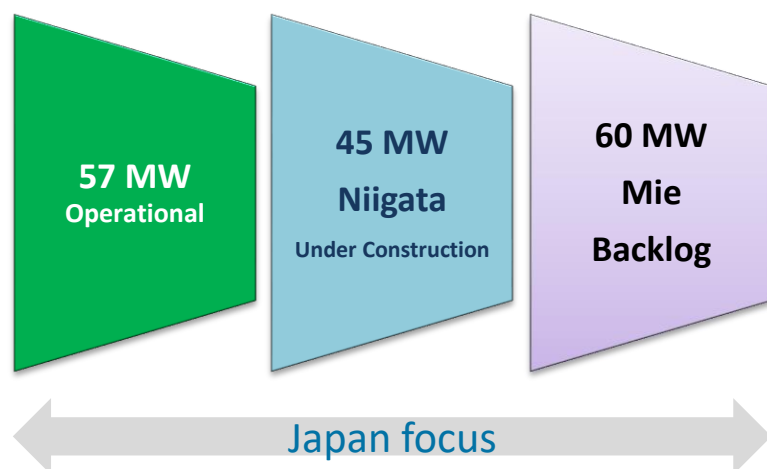 57 MW
Operational
45 MW
Niigata
Under Construction
60 MW
Mie
Backlog
Japan focus